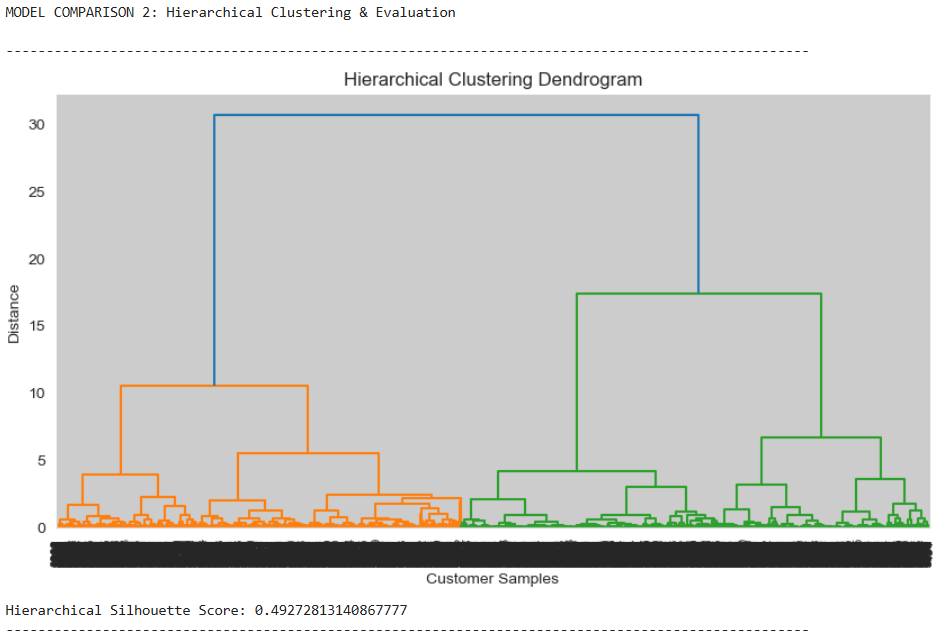 MODEL COMPARISON 2: Hierarchical Clustering & Evaluation
----------------------------------------------------------------------------------------------------
Hierarchical Clustering Dendrogram
30
25
20
15
10
5
0
Distance
Customer Samples
Hierarchical Silhouette Score: 0.49272813140867777
----------------------------------------------------------------------------------------------------